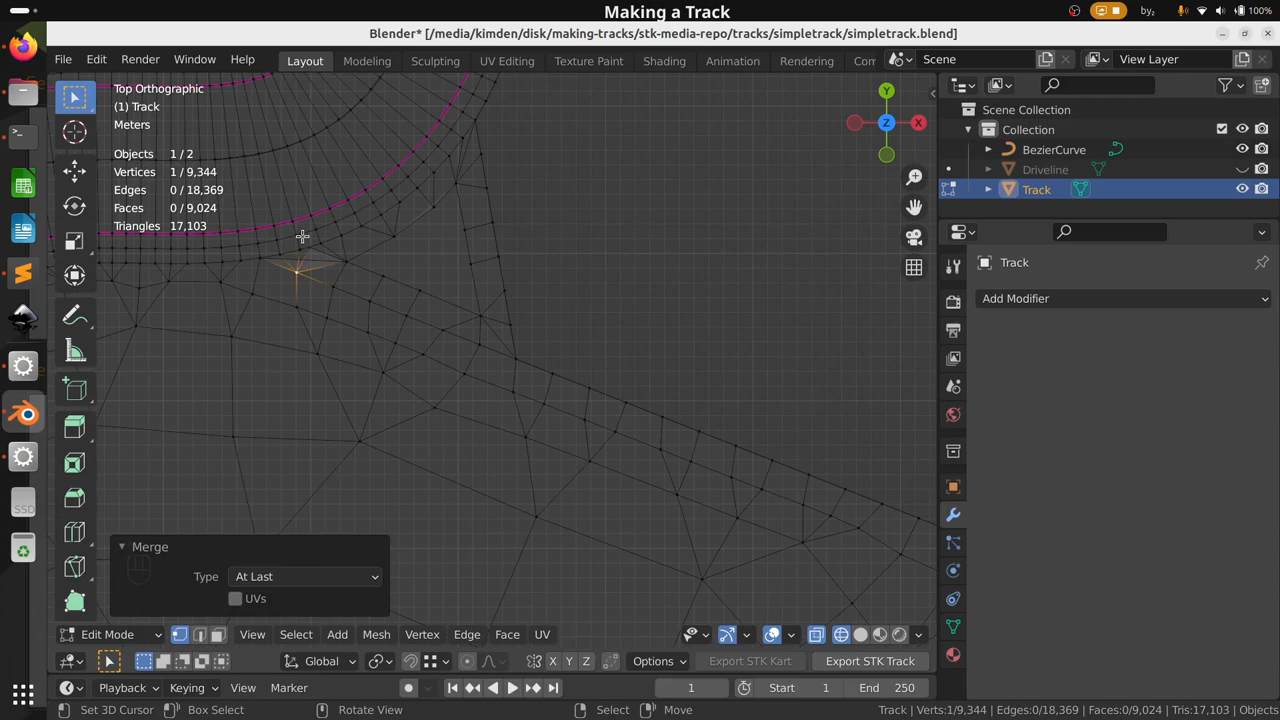 Making a Track
by₂
100%
Blender* [/media/kimden/disk/making-tracks/stk-media-repo/tracks/simpletrack/simpletrack.blend]
File Edit Render Window Help
Layout Modeling Sculpting UV Editing Texture Paint Shading Animation Rendering Com
Scene
View Layer
Top Orthographic
(1) Track
Meters
Objects 1 / 2
Vertices 1 / 9,344
Edges 0 / 18,369
Faces 0 / 9,024
Triangles 17,103
Y
Z
X
Scene Collection
Collection
BezierCurve
Driveline
Track
Track
Add Modifier
SSD
Merge
Type At Last
UVs
Edit Mode View Select Add Mesh Vertex Edge Face UV
Global X Y Z Options Export STK Kart Export STK Track
Playback Keying View Marker 1 Start 1 End 250
Set 3D Cursor Box Select Rotate View Select Move Track | Verts:1/9,344 | Edges:0/18,369 | Faces:0/9,024 | Tris:17,103 | Objects